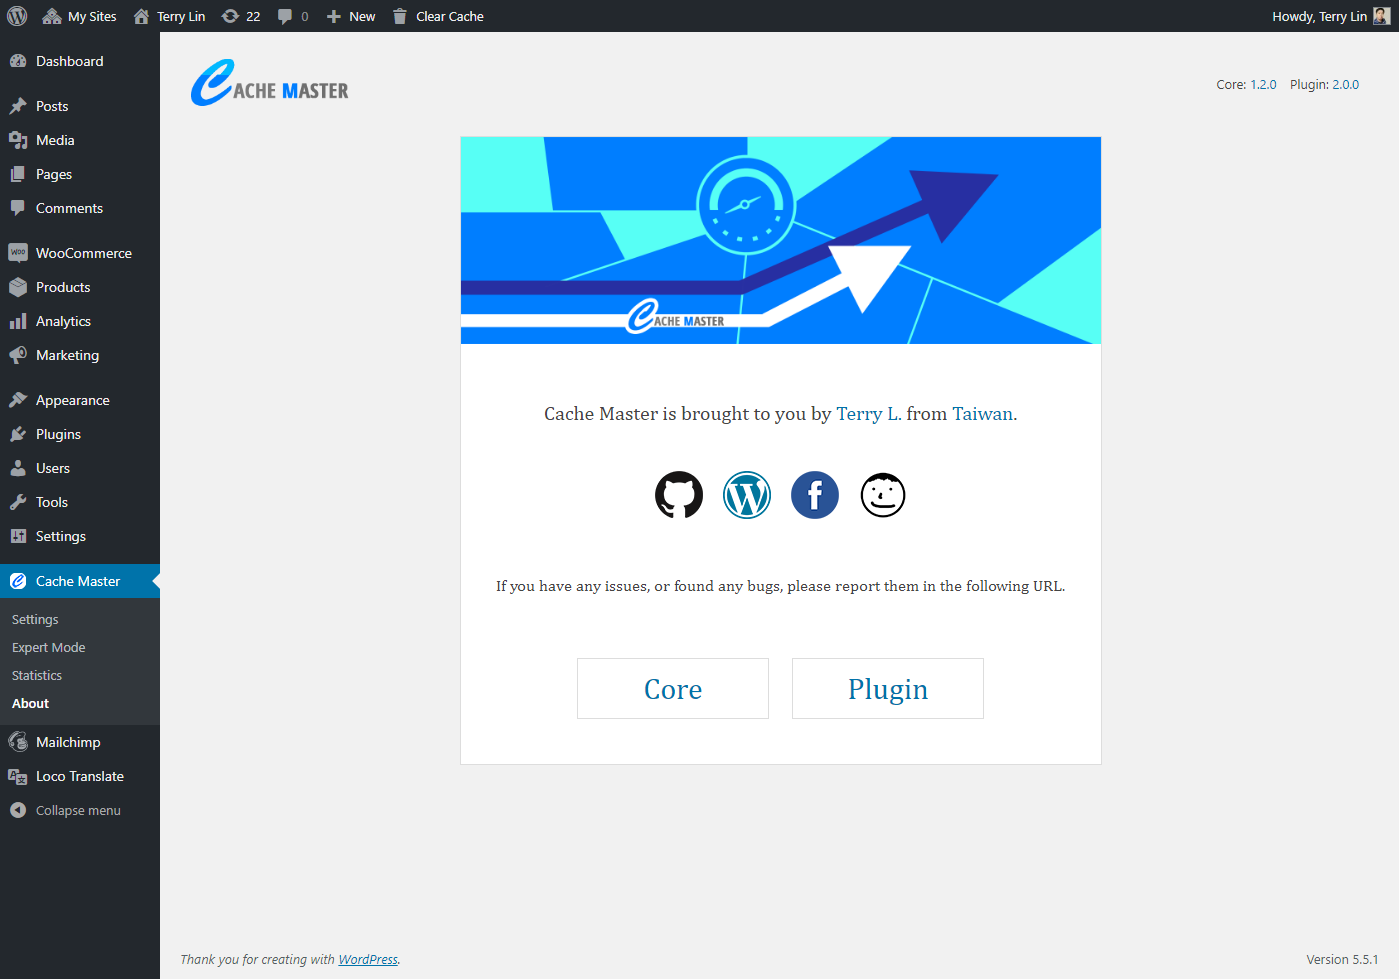 My Sites Terry Lin 22 0 New Clear Cache Howdy, Terry Lin
Dashboard
Posts
Media
Pages
Comments
WOO WooCommerce
Products
Analytics
Marketing
Appearance
Plugins
Users
Tools
Settings
Cache Master
Settings
Expert Mode
Statistics
About
Mailchimp
Loco Translate
Collapse menu
CACHE MASTER
Core: 1.2.0 Plugin: 2.0.0
CACHE MASTER
Cache Master is brought to you by Terry L. from Taiwan.
If you have any issues, or found any bugs, please report them in the following URL.
Core Plugin
Thank you for creating with WordPress. Version 5.5.1